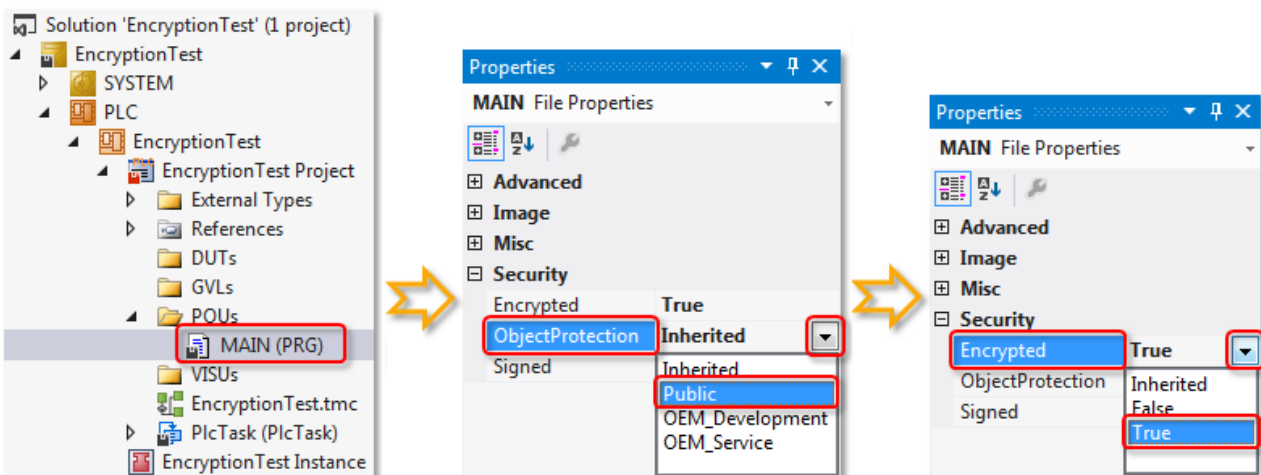 Solution 'EncryptionTest' (1 project)
EncryptionTest
SYSTEM
PLC
EncryptionTest
EncryptionTest Project
External Types
References
DUTs
GVLs
POUs
MAIN (PRG)
VISUs
EncryptionTest.tmc
PlcTask (PlcTask)
EncryptionTest Instance
Properties
MAIN File Properties
Advanced
Image
Misc
Security
Encrypted True
ObjectProtection Inherited
Signed
Inherited
Public
OEM_Development
OEM_Service
Properties
MAIN File Properties
Advanced
Image
Misc
Security
Encrypted True
ObjectProtection
Signed
Inherited
False
True